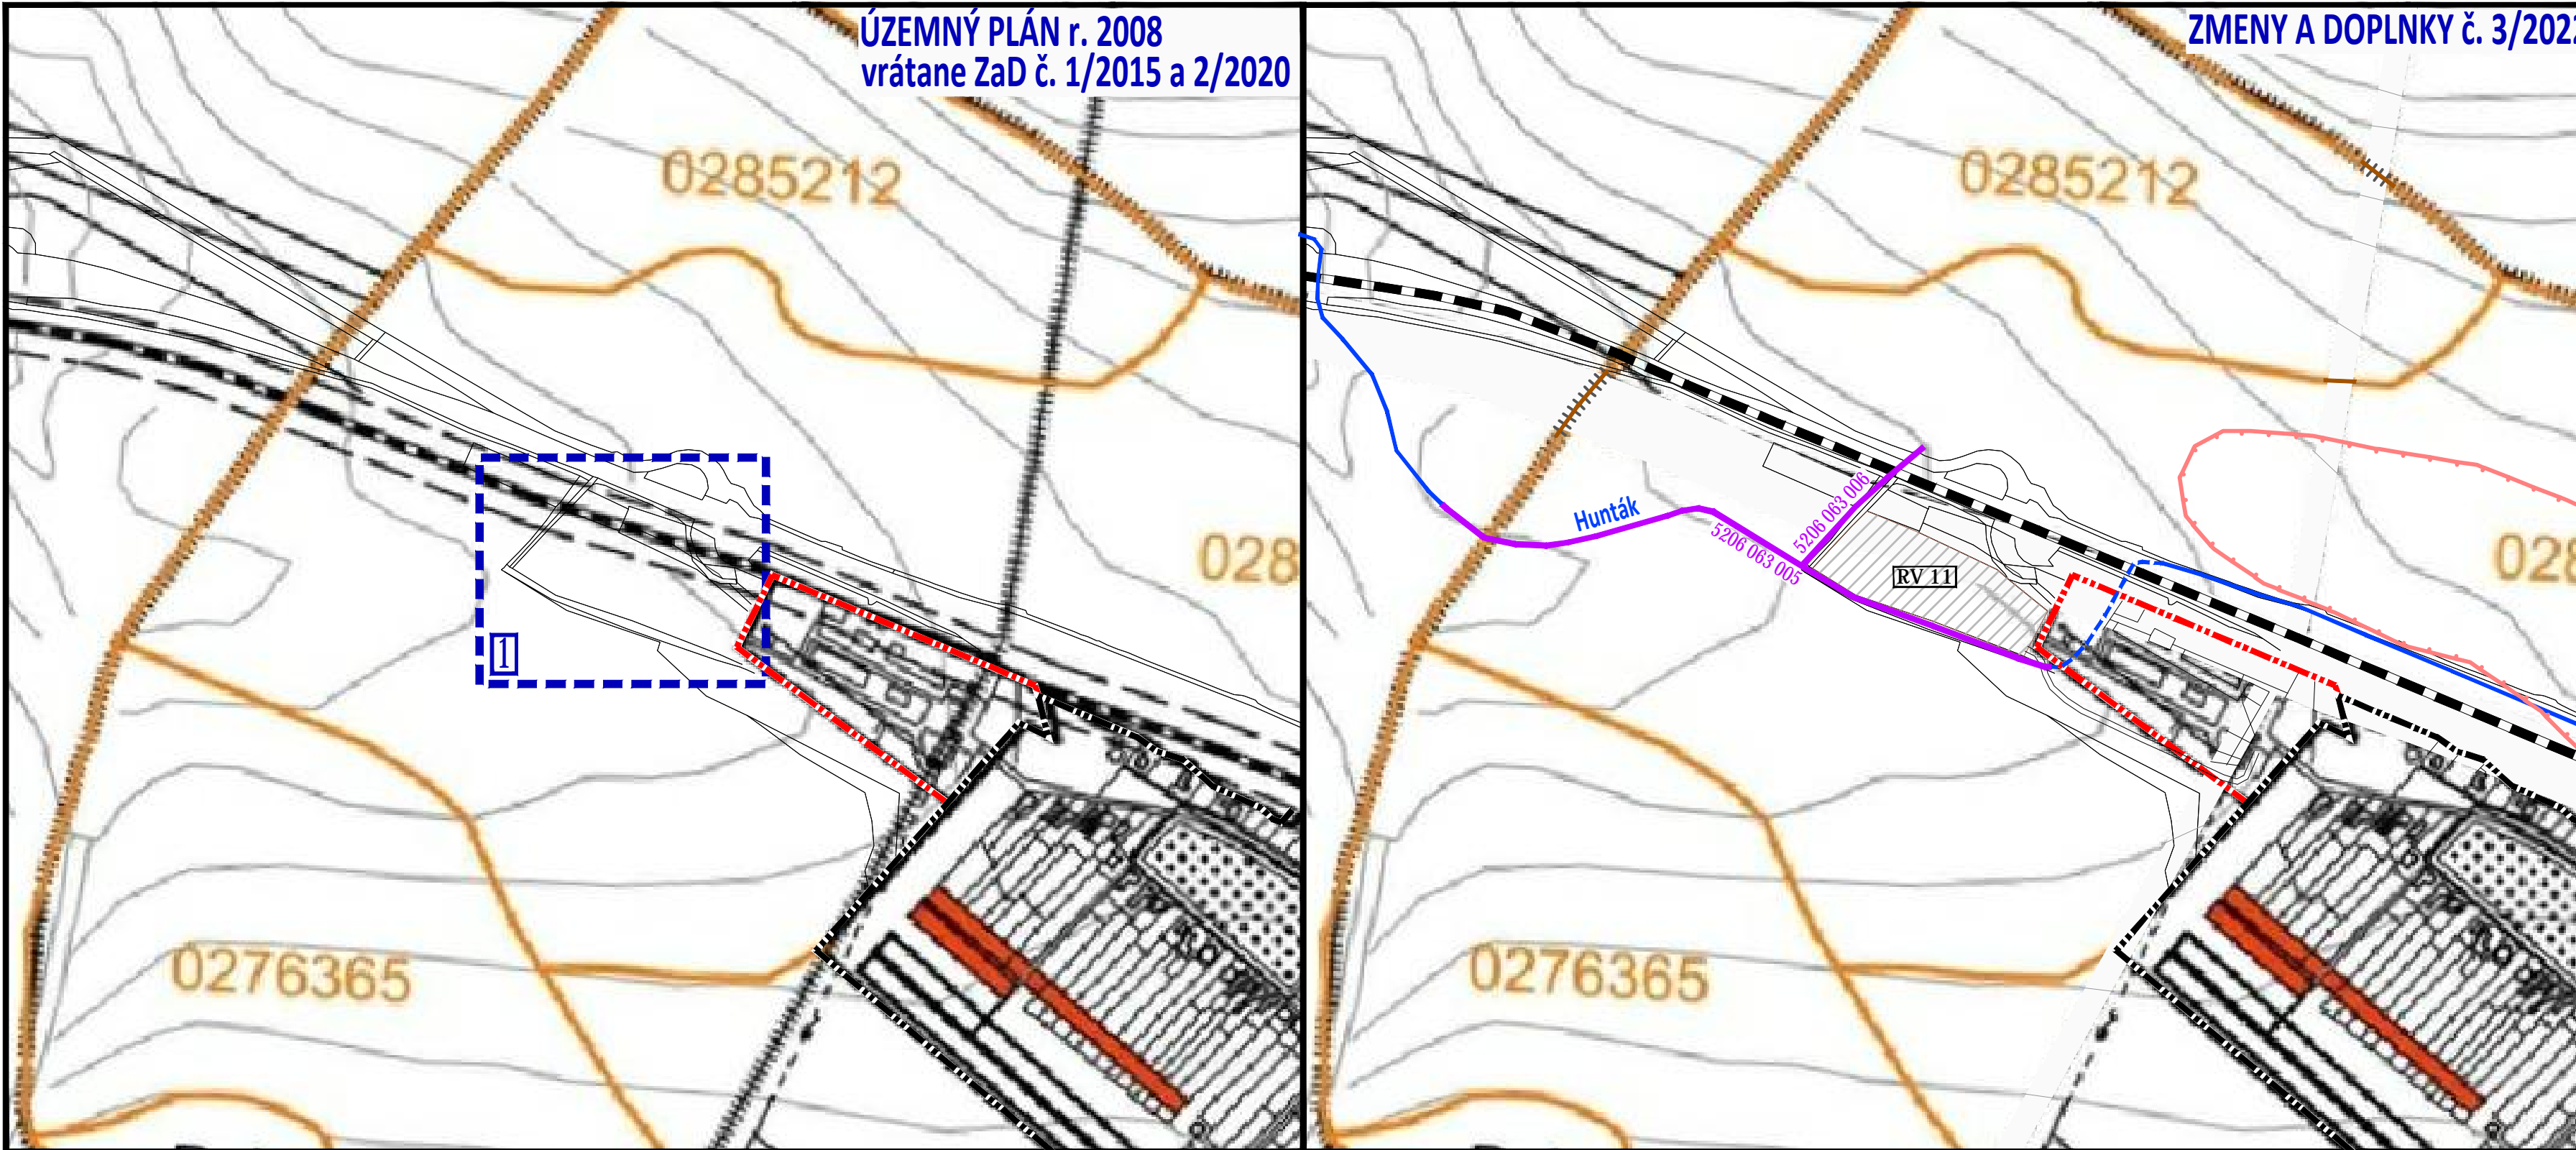 ÚZEMNÝ PLÁN r. 2008
vrátane ZaD č. 1/2015 a 2/2020
0285212
028
1
0276365
ZMENY A DOPLNKY č. 3/2022
0285212
028
Hunták
5206 063 006
5206 063 005
RV 11
0276365